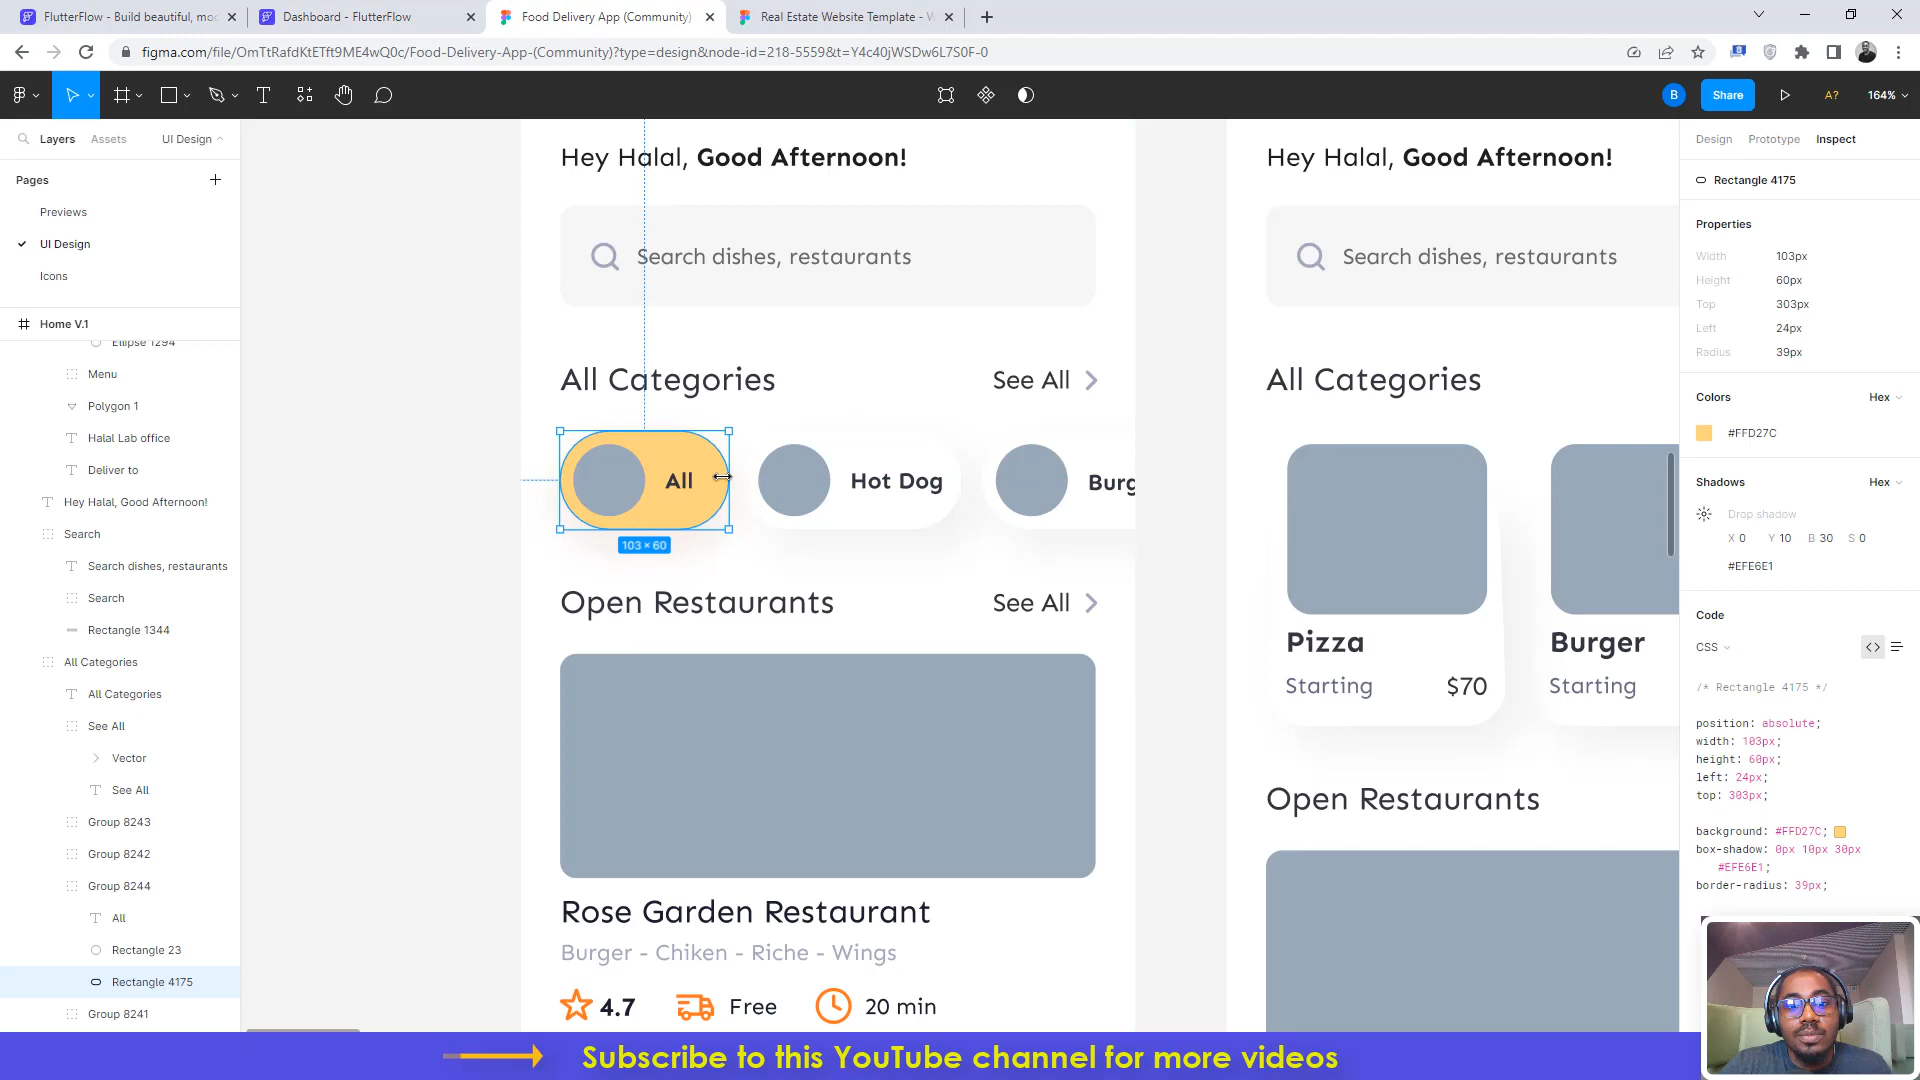 FlutterFlow - Build beautiful, mo
Dashboard - FlutterFlow
Food Delivery App (Community)
Real Estate Website Template - W
figma.com/file/OmTtRafdKtETft9ME4wQ0c/Food-Delivery-App-(Community)?type=design&node-id=218-5559&t=Y4c40jWSDw6L7S0F-0
B
Share
A?
164%
Layers
Assets
UI Design
Pages
Previews
UI Design
Icons
Home V.1
Ellipse 1294
Menu
Polygon 1
Halal Lab office
Deliver to
Hey Halal, Good Afternoon!
Search
Search dishes, restaurants
Search
Rectangle 1344
All Categories
All Categories
See All
Vector
See All
Group 8243
Group 8242
Group 8244
All
Rectangle 23
Rectangle 4175
Group 8241
Hey Halal, Good Afternoon!
Search dishes, restaurants
All Categories
See All
All
Hot Dog
Burg
103 × 60
Open Restaurants
See All
Rose Garden Restaurant
Burger - Chiken - Riche - Wings
4.7
Free
20 min
Hey Halal, Good Afternoon!
Search dishes, restaurants
All Categories
Pizza
Burger
Starting
$70
Starting
Open Restaurants
Design
Prototype
Inspect
Rectangle 4175
Properties
Width 103px
Height 60px
Top 303px
Left 24px
Radius 39px
Colors
Hex
#FFD27C
Shadows
Hex
Drop shadow
X 0 Y 10 B 30 S 0
#EFE6E1
Code
CSS
/* Rectangle 4175 */
position: absolute;
width: 103px;
height: 60px;
left: 24px;
top: 303px;
background: #FFD27C;
box-shadow: 0px 10px 30px
#EFE6E1;
border-radius: 39px;
Subscribe to this YouTube channel for more videos